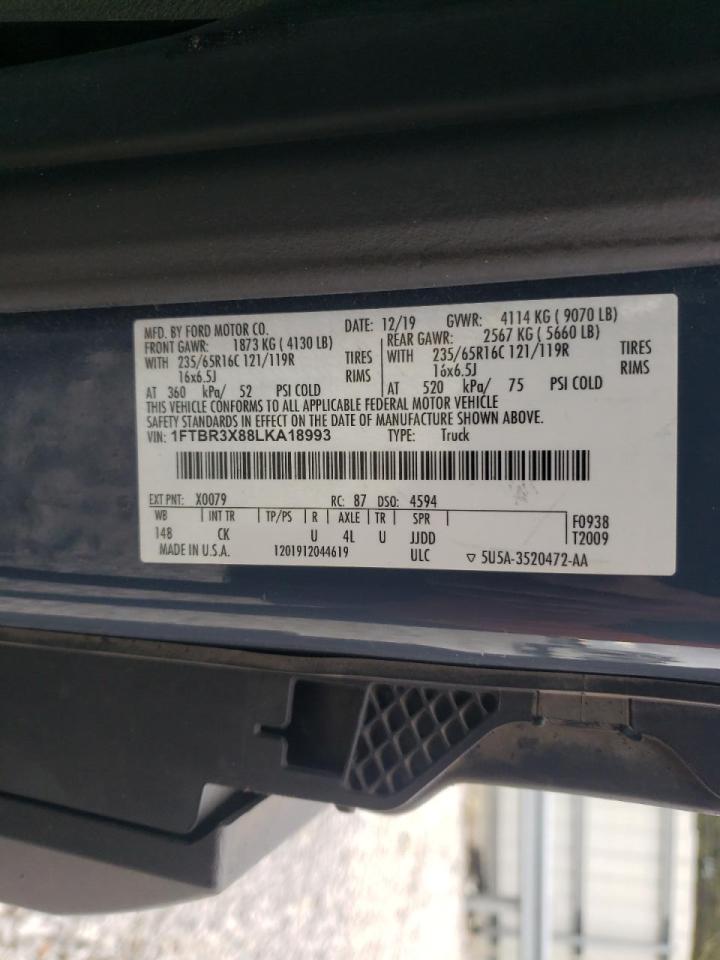 MFD. BY FORD MOTOR CO. DATE: 12/19 GVWR: 4114 KG ( 9070 LB)
FRONT GAWR: 1873 KG ( 4130 LB) REAR GAWR: 2567 KG ( 5660 LB)
WITH 235/65R16C 121/119R TIRES WITH 235/65R16C 121/119R TIRES
16x6.5J RIMS 16x6.5J RIMS
AT 360 kPa/ 52 PSI COLD AT 520 kPa/ 75 PSI COLD
THIS VEHICLE CONFORMS TO ALL APPLICABLE FEDERAL MOTOR VEHICLE
SAFETY STANDARDS IN EFFECT ON THE DATE OF MANUFACTURE SHOWN ABOVE.
VIN: 1FTBR3X88LKA18993 TYPE: Truck
EXT PNT: X0079 RC: 87 DSO: 4594
WB INT TR TP/PS R AXLE TR SPR F0938
148 CK U 4L U JJDD T2009
MADE IN U.S.A. 1201912044619 ULC ▽ 5U5A-3520472-AA